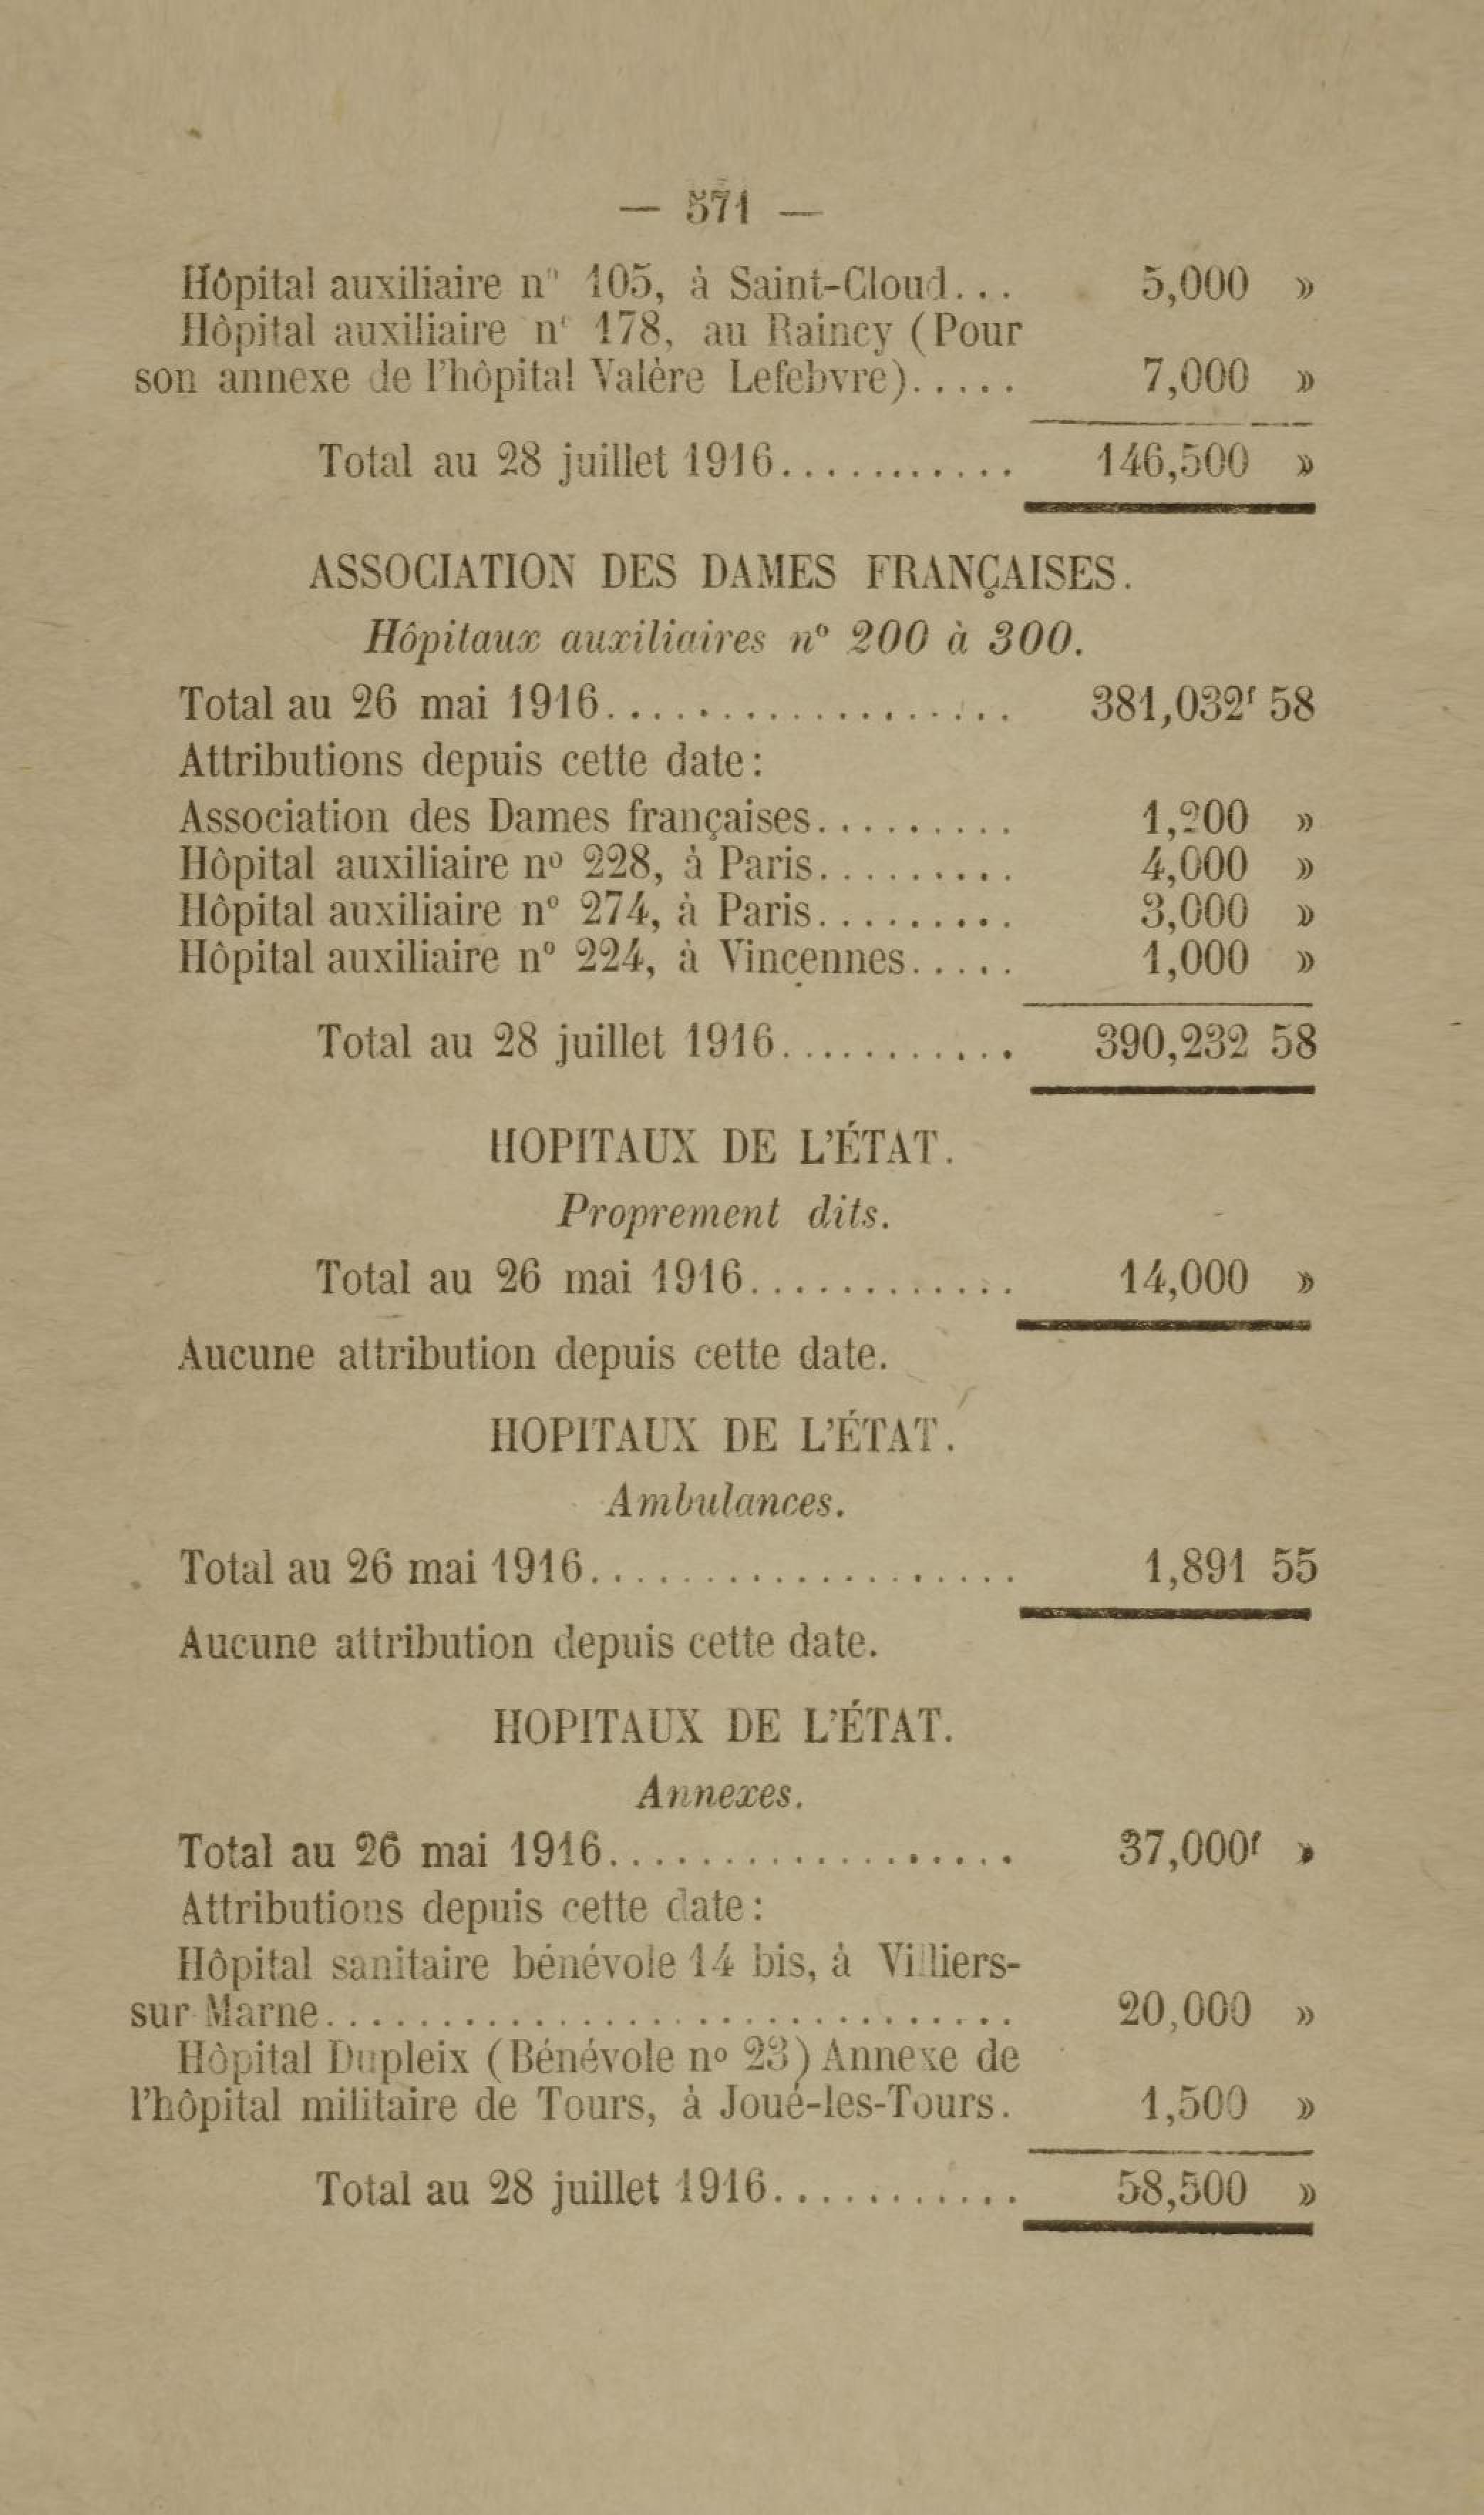 — 571 —
Hôpital auxiliaire nº 105, à Saint-Cloud... 5,000 »
Hôpital auxiliaire nº 178, au Raincy (Pour
son annexe de l'hôpital Valère Lefebvre)..... 7,000 »
Total au 28 juillet 1916........... 146,500 »
ASSOCIATION DES DAMES FRANÇAISES.
Hôpitaux auxiliaires nº 200 à 300.
Total au 26 mai 1916.................. 381,032ᶠ 58
Attributions depuis cette date:
Association des Dames françaises......... 1,200 »
Hôpital auxiliaire nº 228, à Paris......... 4,000 »
Hôpital auxiliaire nº 274, à Paris......... 3,000 »
Hôpital auxiliaire nº 224, à Vincennes..... 1,000 »
Total au 28 juillet 1916........... 390,232 58
HOPITAUX DE L'ÉTAT.
Proprement dits.
Total au 26 mai 1916............ 14,000 »
Aucune attribution depuis cette date.
HOPITAUX DE L'ÉTAT.
Ambulances.
Total au 26 mai 1916................... 1,891 55
Aucune attribution depuis cette date.
HOPITAUX DE L'ÉTAT.
Annexes.
Total au 26 mai 1916.................. 37,000ᶠ »
Attributions depuis cette date:
Hôpital sanitaire bénévole 14 bis, à Villiers-
sur-Marne.............................. 20,000 »
Hôpital Dupleix (Bénévole nº 23) Annexe de
l'hôpital militaire de Tours, à Joué-les-Tours. 1,500 »
Total au 28 juillet 1916........... 58,500 »